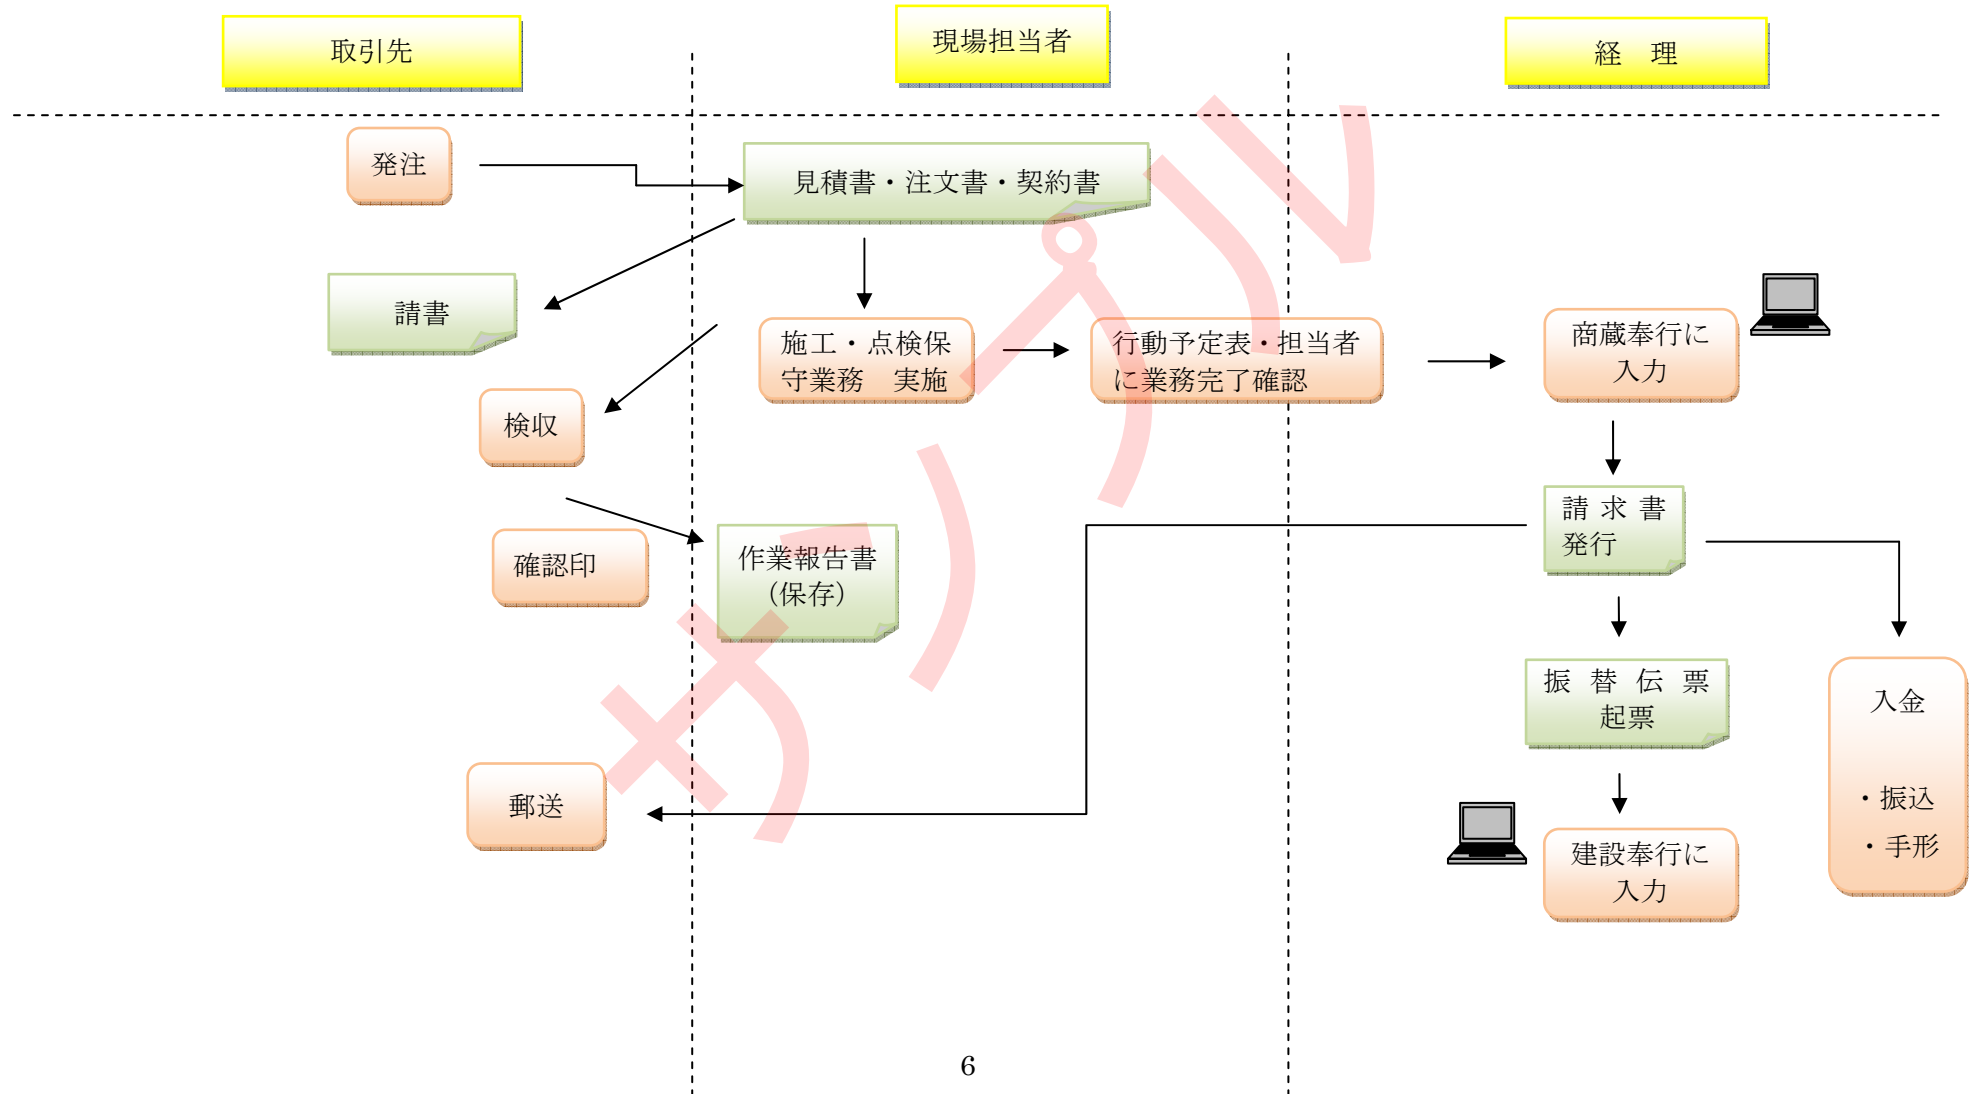 取引先
現場担当者
経　理
発注
見積書・注文書・契約書
請書
施工・点検保
守業務　実施
行動予定表・担当者
に業務完了確認
商蔵奉行に
入力
検収
請求書
発行
確認印
作業報告書
（保存）
振替伝票
起票
入金
・振込
・手形
郵送
建設奉行に
入力
サンプル
6